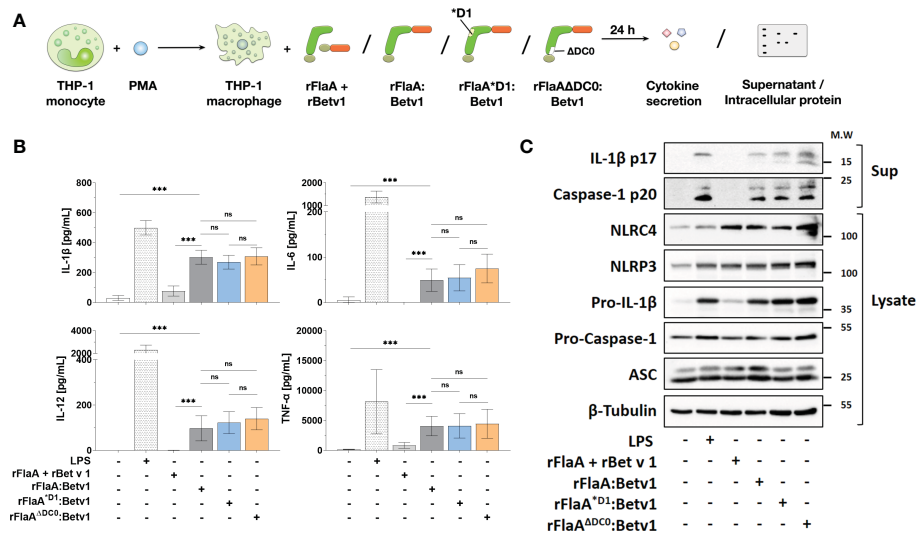 A
THP-1
monocyte
+
PMA
THP-1
macrophage
+
rFlaA +
rBetv1
/
rFlaA:
Betv1
/
*D1
rFlaA*D1:
Betv1
/
ΔDC0
rFlaAΔDC0:
Betv1
24 h
Cytokine
secretion
/
Supernatant /
Intracellular protein
B
IL-1β [pg/mL]
800
600
400
200
0
***
***
ns
ns
ns
IL-6 [pg/mL]
2000
1000
200
100
0
***
***
ns
ns
ns
IL-12 [pg/mL]
4000
2000
400
200
0
***
***
ns
ns
ns
TNF-α [pg/mL]
20000
15000
10000
5000
0
***
***
ns
ns
ns
LPS - + - - - - - + - - - -
rFlaA + rBet v 1 - - + - - - - - + - - -
rFlaA:Betv1 - - - + - - - - - + - -
rFlaA*D1:Betv1 - - - - + - - - - - + -
rFlaAΔDC0:Betv1 - - - - - + - - - - - +
C
M.W
IL-1β p17 15
Caspase-1 p20 25
Sup
NLRC4 100
NLRP3 100
Pro-IL-1β 35
Pro-Caspase-1 55
ASC 25
β-Tubulin 55
Lysate
LPS - + - - - -
rFlaA + rBet v 1 - - + - - -
rFlaA:Betv1 - - - + - -
rFlaA*D1:Betv1 - - - - + -
rFlaAΔDC0:Betv1 - - - - - +